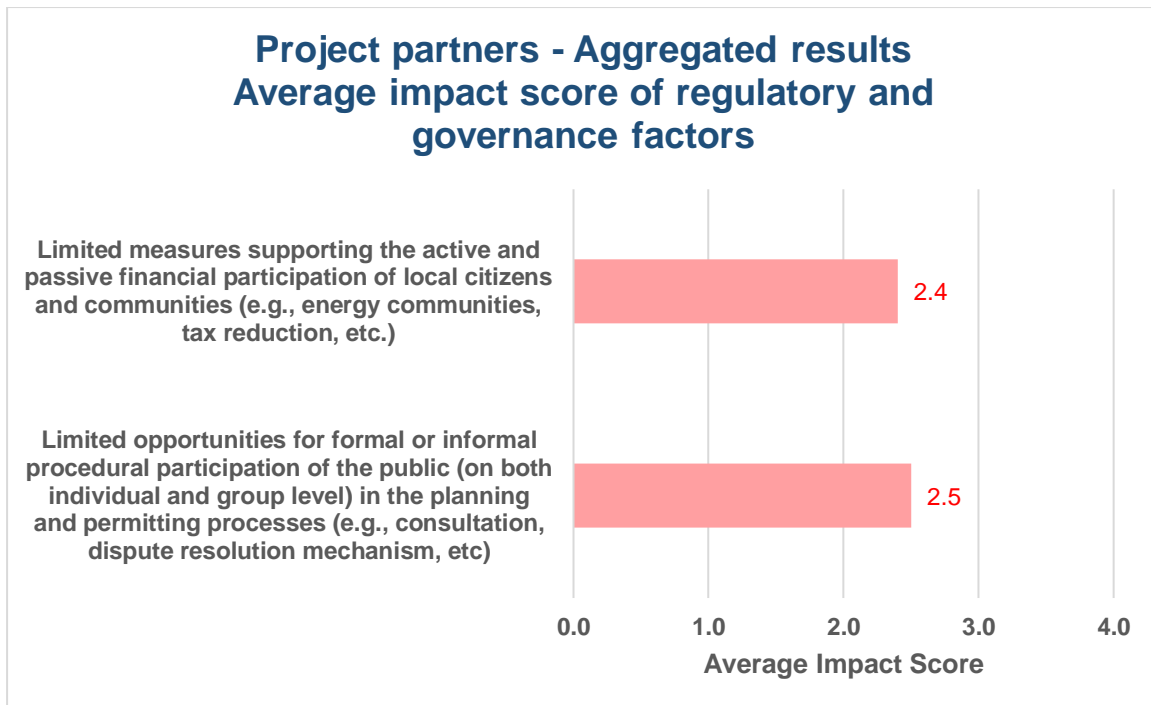 Project partners - Aggregated results
Average impact score of regulatory and
governance factors
Limited measures supporting the active and
passive financial participation of local citizens
and communities (e.g., energy communities,
tax reduction, etc.)
2.4
Limited opportunities for formal or informal
procedural participation of the public (on both
individual and group level) in the planning
and permitting processes (e.g., consultation,
dispute resolution mechanism, etc)
2.5
0.0 1.0 2.0 3.0 4.0
Average Impact Score